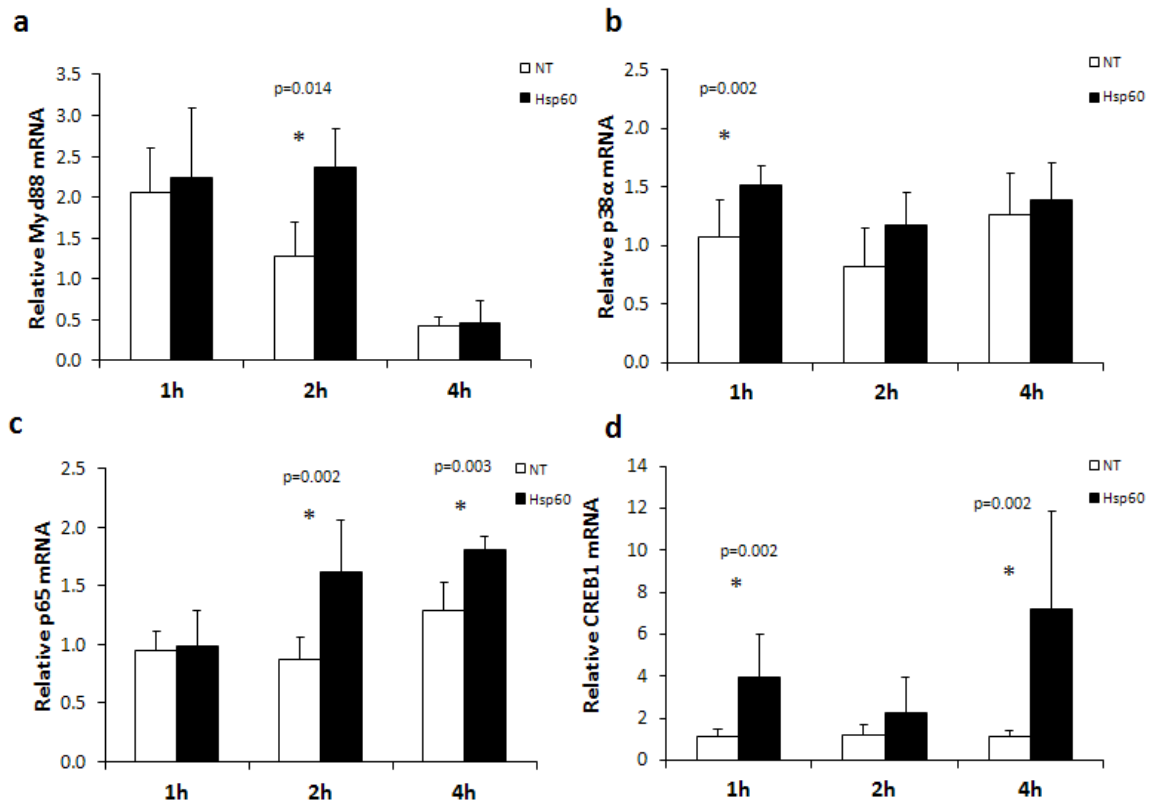 a
Relative Myd88 mRNA
3.5
3.0
2.5
2.0
1.5
1.0
0.5
0.0
p=0.014
*
NT
Hsp60
1h 2h 4h
b
Relative p38α mRNA
2.5
2.0
1.5
1.0
0.5
0.0
p=0.002
*
NT
Hsp60
1h 2h 4h
c
Relative p65 mRNA
2.5
2.0
1.5
1.0
0.5
0.0
p=0.002
*
p=0.003
*
NT
Hsp60
1h 2h 4h
d
Relative CREB1 mRNA
14
12
10
8
6
4
2
0
p=0.002
*
p=0.002
*
NT
Hsp60
1h 2h 4h